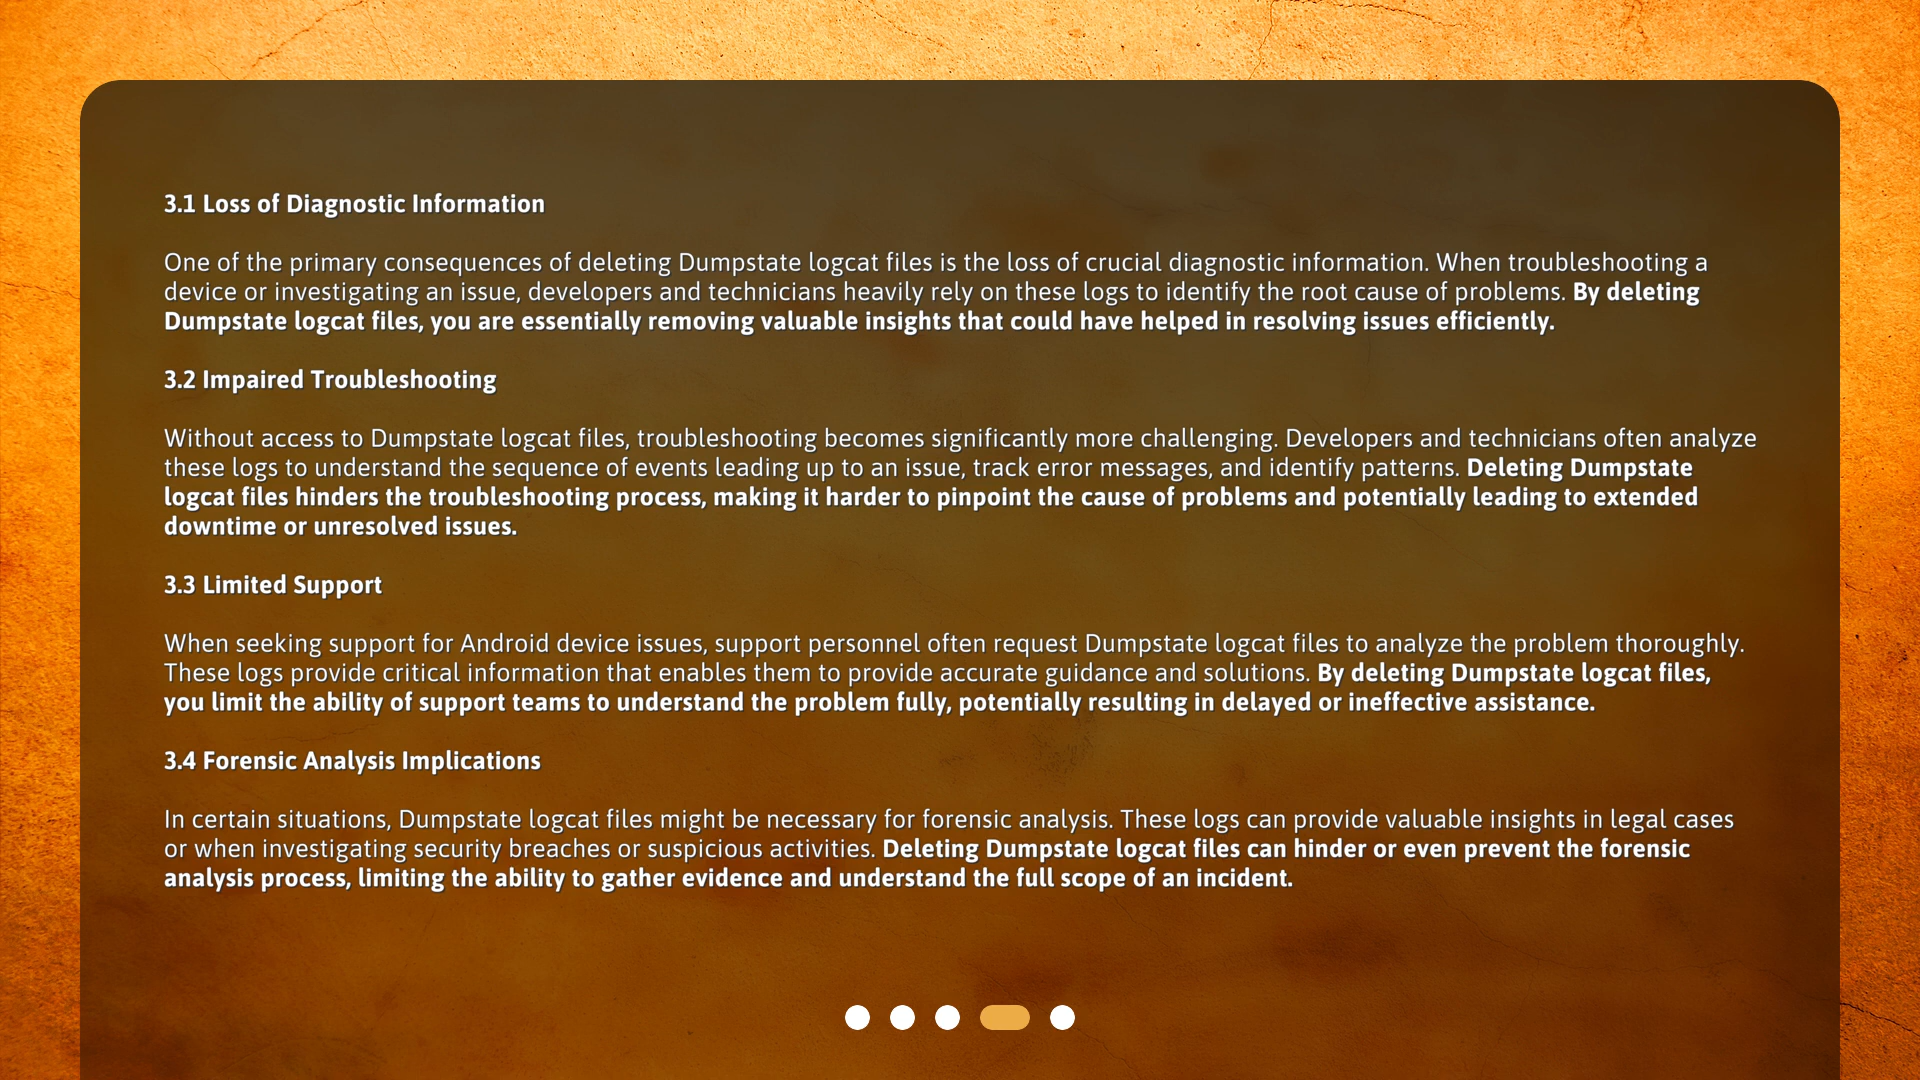 3.1 Loss of Diagnostic Information
One of the primary consequences of deleting Dumpstate logcat files is the loss of crucial diagnostic information. When troubleshooting a
device or investigating an issue, developers and technicians heavily rely on these logs to identify the root cause of problems. By deleting
Dumpstate logcat files, you are essentially removing valuable insights that could have helped in resolving issues efficiently.
3.2 Impaired Troubleshooting
Without access to Dumpstate logcat files, troubleshooting becomes significantly more challenging. Developers and technicians often analyze
these logs to understand the sequence of events leading up to an issue, track error messages, and identify patterns. Deleting Dumpstate
logcat files hinders the troubleshooting process, making it harder to pinpoint the cause of problems and potentially leading to extended
downtime or unresolved issues.
3.3 Limited Support
When seeking support for Android device issues, support personnel often request Dumpstate logcat files to analyze the problem thoroughly.
These logs provide critical information that enables them to provide accurate guidance and solutions. By deleting Dumpstate logcat files,
you limit the ability of support teams to understand the problem fully, potentially resulting in delayed or ineffective assistance.
3.4 Forensic Analysis Implications
In certain situations, Dumpstate logcat files might be necessary for forensic analysis. These logs can provide valuable insights in legal cases
or when investigating security breaches or suspicious activities. Deleting Dumpstate logcat files can hinder or even prevent the forensic
analysis process, limiting the ability to gather evidence and understand the full scope of an incident.